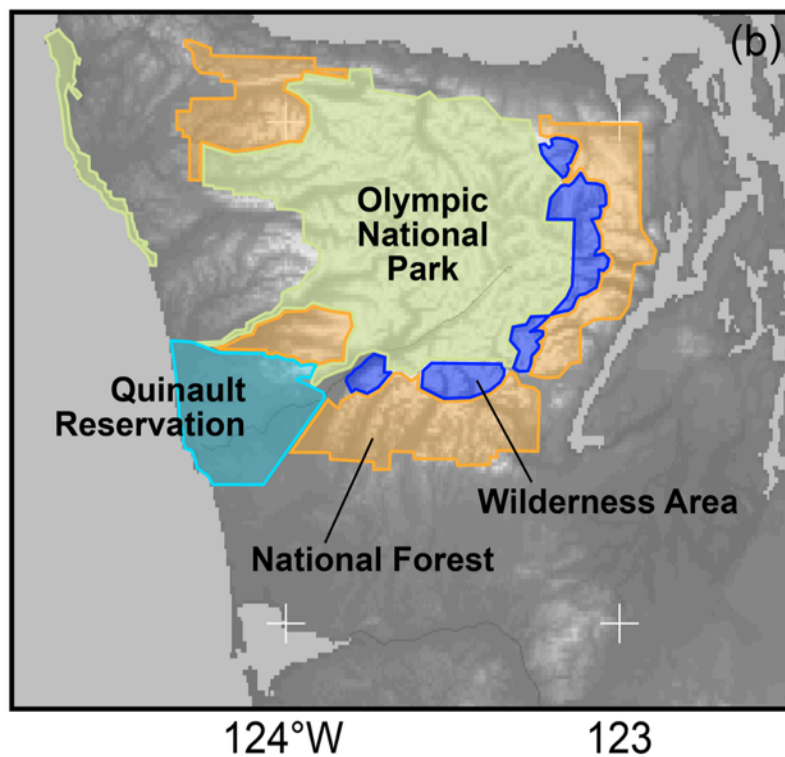 (b)
Olympic
National
Park
Quinault
Reservation
Wilderness Area
National Forest
124°W
123